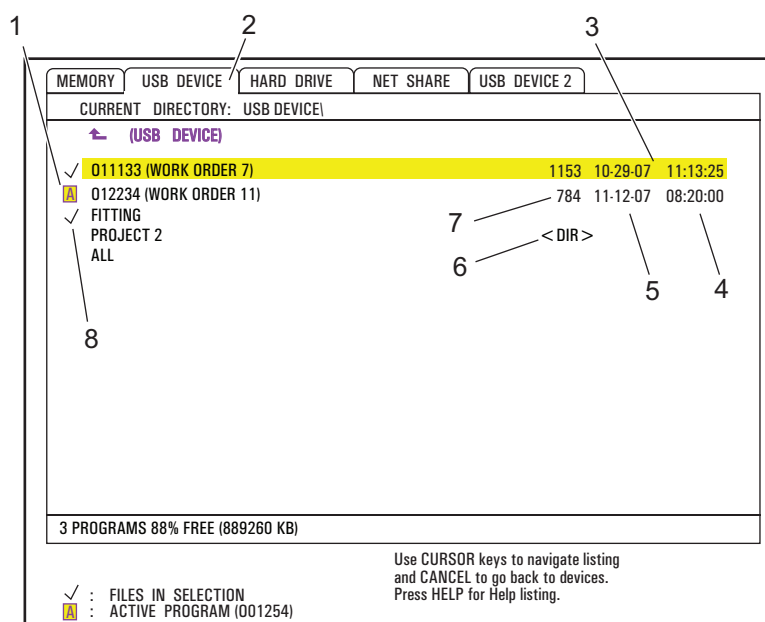 1 2 3
MEMORY USB DEVICE HARD DRIVE NET SHARE USB DEVICE 2
CURRENT DIRECTORY: USB DEVICE\
(USB DEVICE)
O11133 (WORK ORDER 7) 1153 10-29-07 11:13:25
A O12234 (WORK ORDER 11) 784 11-12-07 08:20:00
FITTING
7
PROJECT 2 <DIR>
ALL
6 5 4
8
3 PROGRAMS 88% FREE (889260 KB)
Use CURSOR keys to navigate listing
and CANCEL to go back to devices.
Press HELP for Help listing.
✓ : FILES IN SELECTION
A : ACTIVE PROGRAM (O01254)